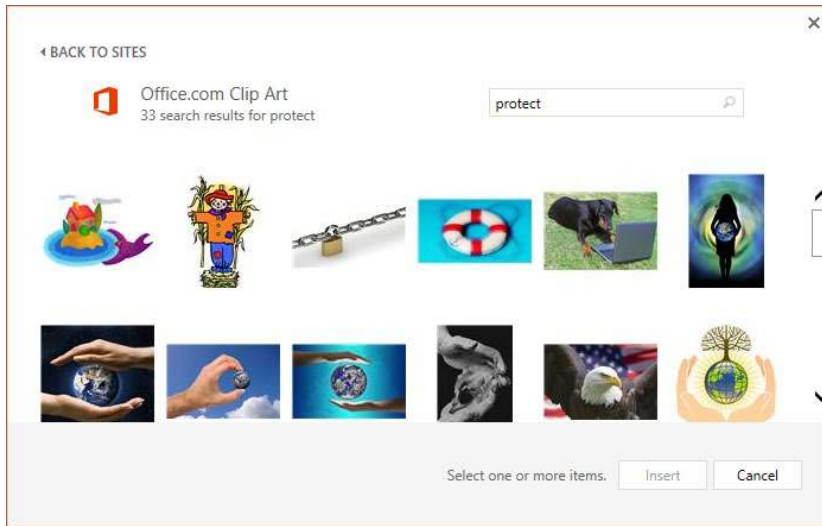 BACK TO SITES
Office.com Clip Art
33 search results for protect
protect
Select one or more items.
Insert
Cancel